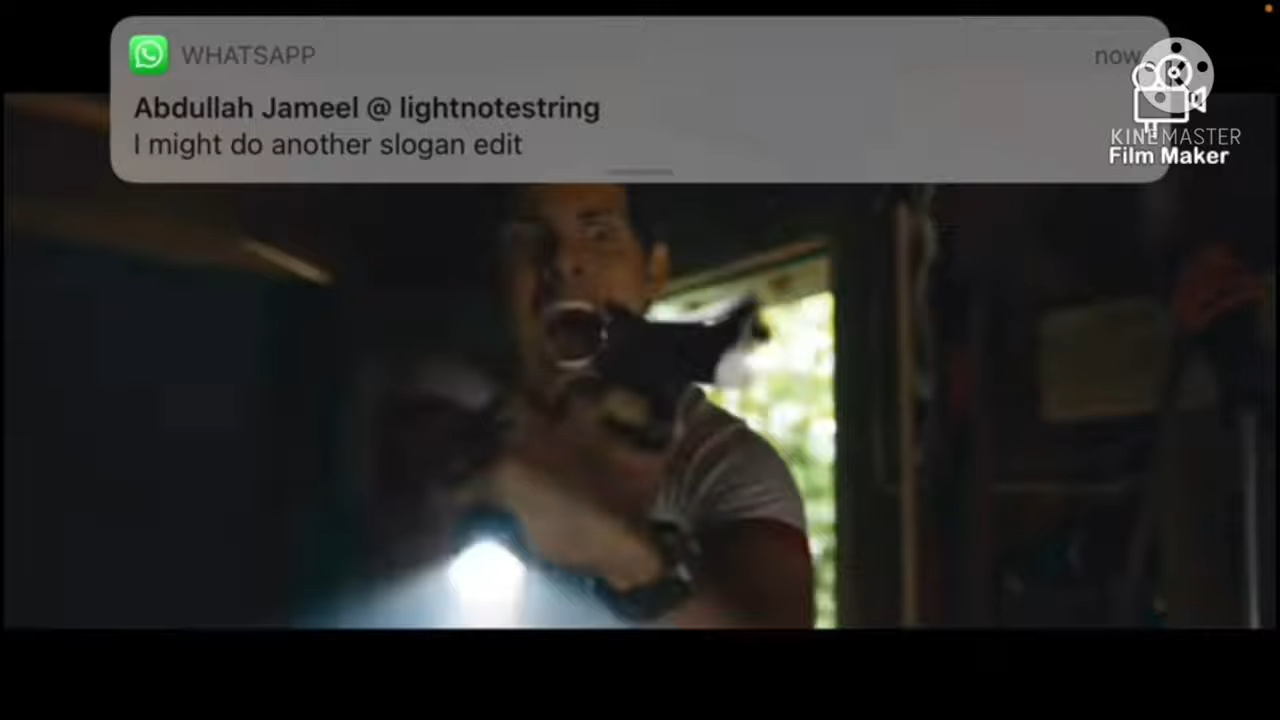 WHATSAPP
now
Abdullah Jameel @ lightnotestring
I might do another slogan edit
KINEMASTER
Film Maker